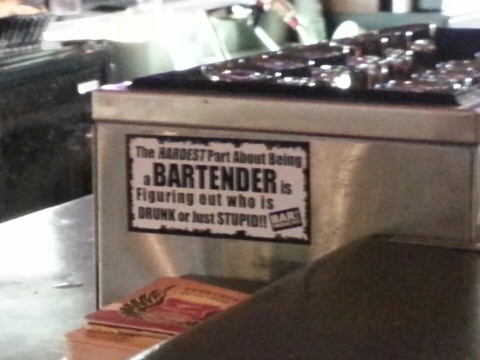 The HARDEST Part About Being
a BARTENDER is
Figuring out who is
DRUNK or Just STUPID!!
BAR!